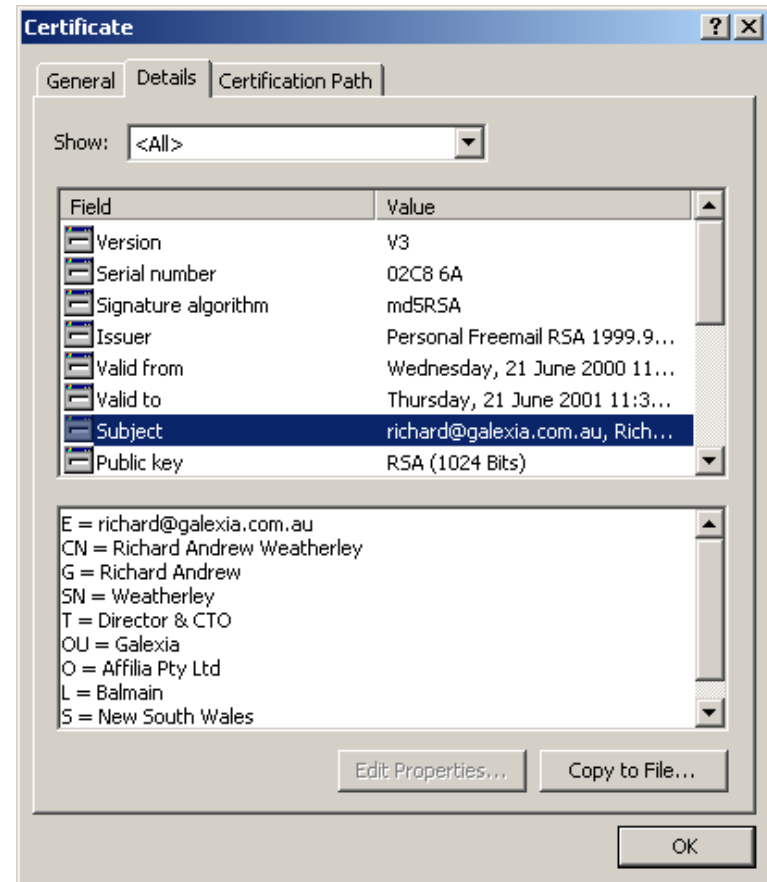 Certificate
General Details Certification Path
Show: <All>
Field Value
Version V3
Serial number 02C8 6A
Signature algorithm md5RSA
Issuer Personal Freemail RSA 1999.9...
Valid from Wednesday, 21 June 2000 11...
Valid to Thursday, 21 June 2001 11:3...
Subject richard@galexia.com.au, Rich...
Public key RSA (1024 Bits)
E = richard@galexia.com.au
CN = Richard Andrew Weatherley
G = Richard Andrew
SN = Weatherley
T = Director & CTO
OU = Galexia
O = Affilia Pty Ltd
L = Balmain
S = New South Wales
Edit Properties... Copy to File...
OK